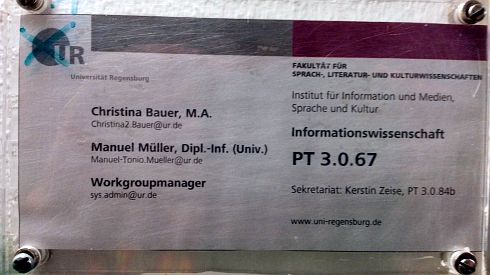 UR
Universität Regensburg
Christina Bauer, M.A.
Christina2.Bauer@ur.de
Manuel Müller, Dipl.-Inf. (Univ.)
Manuel-Tonio.Mueller@ur.de
Workgroupmanager
sys.admin@ur.de
FAKULTÄT FÜR
SPRACH-, LITERATUR- UND KULTURWISSENSCHAFTEN
Institut für Information und Medien,
Sprache und Kultur
Informationswissenschaft
PT 3.0.67
Sekretariat: Kerstin Zeise, PT 3.0.84b
www.uni-regensburg.de